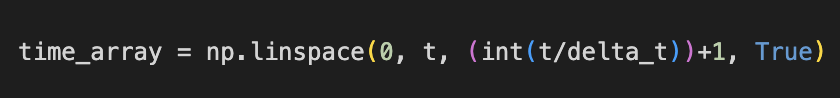 time_array = np.linspace(0, t, (int(t/delta_t))+1, True)